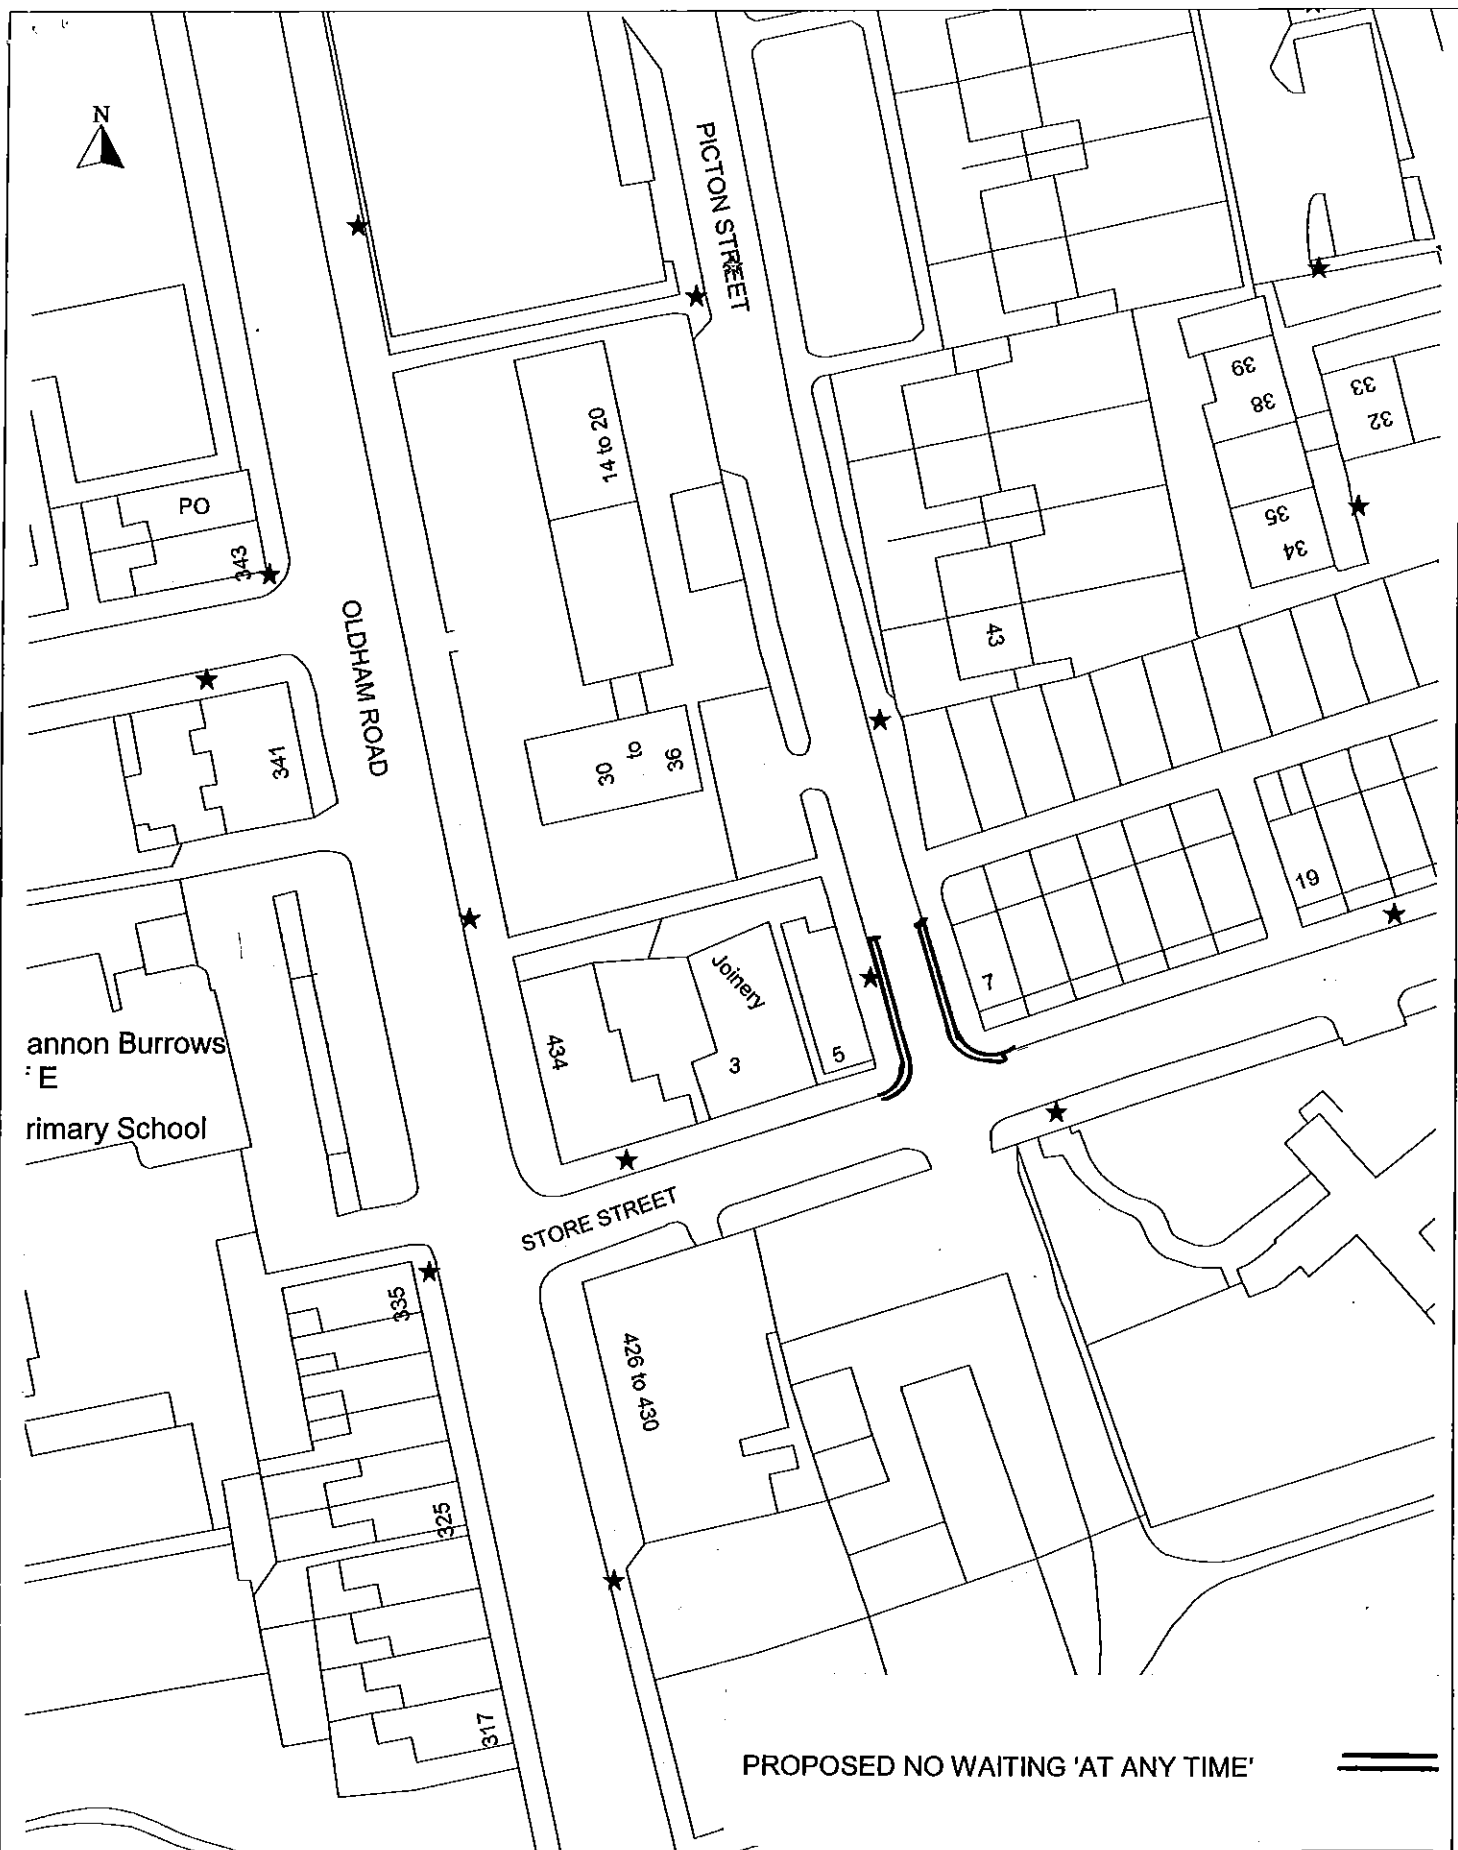 N
PICTON STREET
OLDHAM ROAD
PO
343
341
14 to 20
30
to
36
39
38
33
32
35
34
43
19
7
Joinery
434
3
5
annon Burrows
E
rimary School
STORE STREET
335
426 to 430
325
317
PROPOSED NO WAITING 'AT ANY TIME'